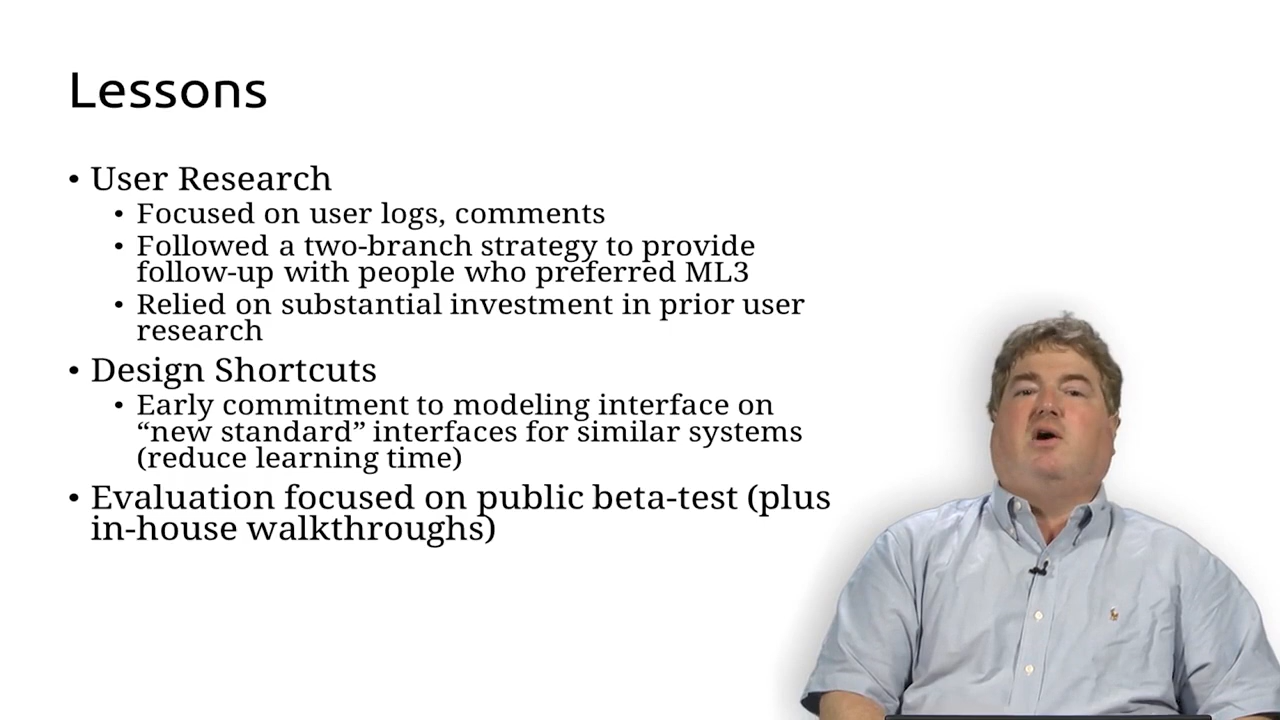 Lessons
• User Research
• Focused on user logs, comments
• Followed a two-branch strategy to provide
follow-up with people who preferred ML3
• Relied on substantial investment in prior user
research
• Design Shortcuts
• Early commitment to modeling interface on
“new standard” interfaces for similar systems
(reduce learning time)
• Evaluation focused on public beta-test (plus
in-house walkthroughs)